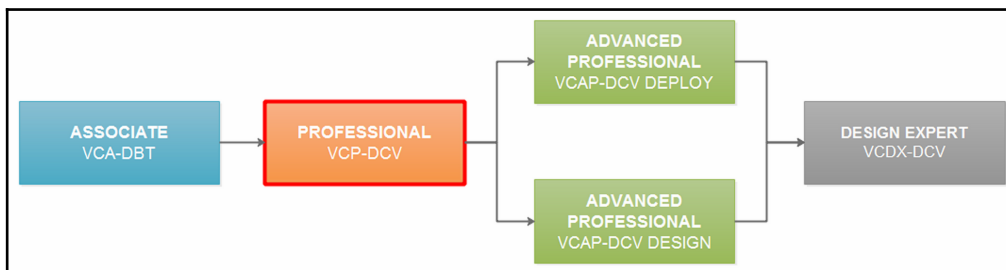 ASSOCIATE
VCA-DBT
PROFESSIONAL
VCP-DCV
ADVANCED
PROFESSIONAL
VCAP-DCV DEPLOY
ADVANCED
PROFESSIONAL
VCAP-DCV DESIGN
DESIGN EXPERT
VCDX-DCV